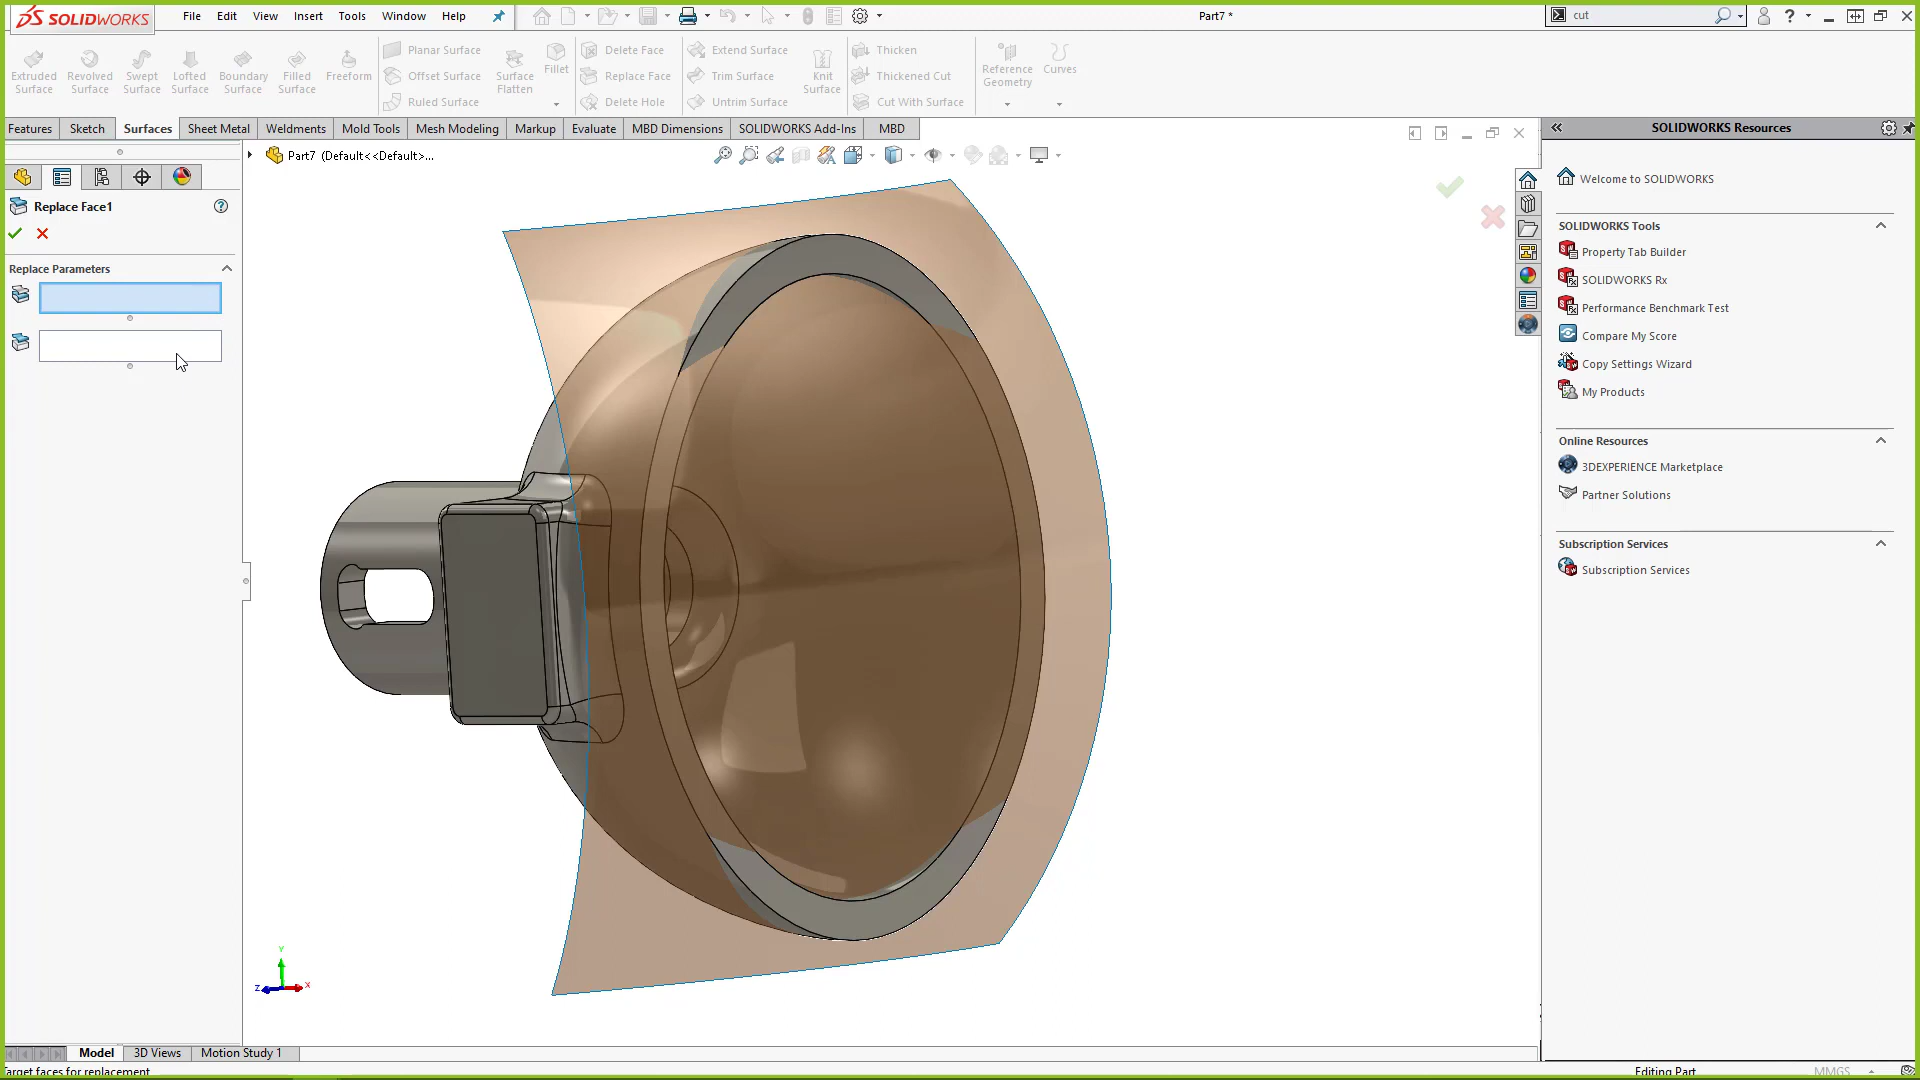 SOLIDWORKS
File Edit View Insert Tools Window Help
Part7 *
cut
Extruded Surface
Revolved Surface
Swept Surface
Lofted Surface
Boundary Surface
Filled Surface
Freeform
Planar Surface
Offset Surface
Ruled Surface
Surface Flatten
Fillet
Delete Face
Replace Face
Delete Hole
Extend Surface
Trim Surface
Untrim Surface
Knit Surface
Thicken
Thickened Cut
Cut With Surface
Reference Geometry
Curves
Features Sketch Surfaces Sheet Metal Weldments Mold Tools Mesh Modeling Markup Evaluate MBD Dimensions SOLIDWORKS Add-Ins MBD
Part7 (Default<<Default>...
Replace Face1
Replace Parameters
Y
Z
X
SOLIDWORKS Resources
Welcome to SOLIDWORKS
SOLIDWORKS Tools
Property Tab Builder
SOLIDWORKS Rx
Performance Benchmark Test
Compare My Score
Copy Settings Wizard
My Products
Online Resources
3DEXPERIENCE Marketplace
Partner Solutions
Subscription Services
Subscription Services
Model 3D Views Motion Study 1
Target faces for replacement
Editing Part
MMGS